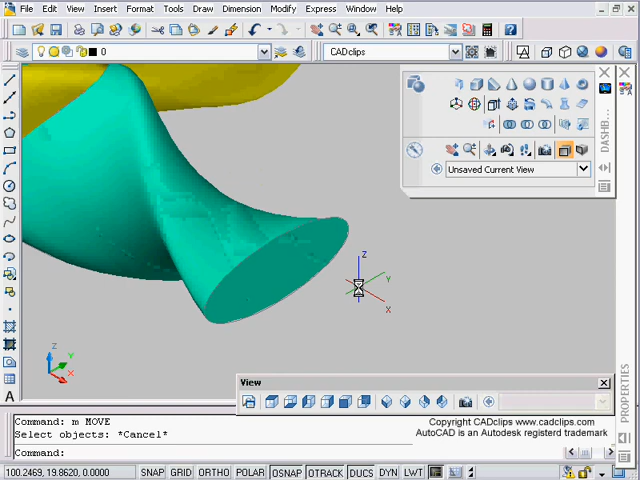 File Edit View Insert Format Tools Draw Dimension Modify Express Window Help
0
CADclips
DASHB...
Unsaved Current View
Z
Y
X
Z
Y
X
View
PROPERTIES
A
Command: m MOVE
Select objects: *Cancel*
Command:
Copyright CADclips www.cadclips.com
AutoCAD is an Autodesk registerd trademark
100.2469, 19.8620, 0.0000 SNAP GRID ORTHO POLAR OSNAP OTRACK DUCS DYN LWT